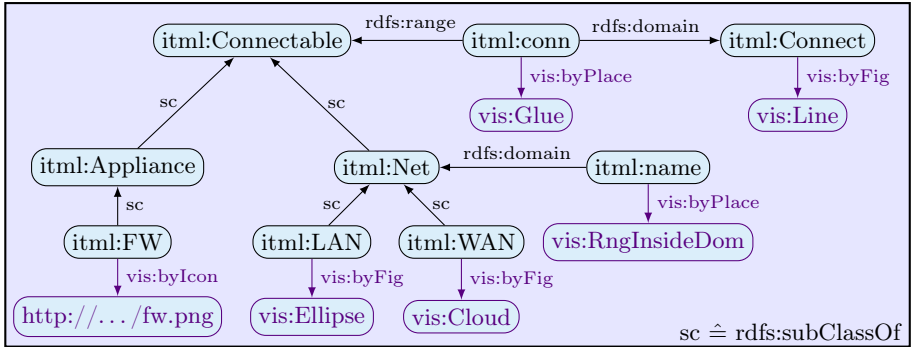 rdfs:range
rdfs:domain
itml:Connectable
itml:conn
itml:Connect
vis:byPlace
vis:byFig
sc
sc
vis:Glue
vis:Line
rdfs:domain
itml:Appliance
itml:Net
itml:name
sc
sc
sc
vis:byPlace
itml:FW
itml:LAN
itml:WAN
vis:RngInsideDom
vis:byIcon
vis:byFig
vis:byFig
http://.../fw.png
vis:Ellipse
vis:Cloud
sc ≙ rdfs:subClassOf